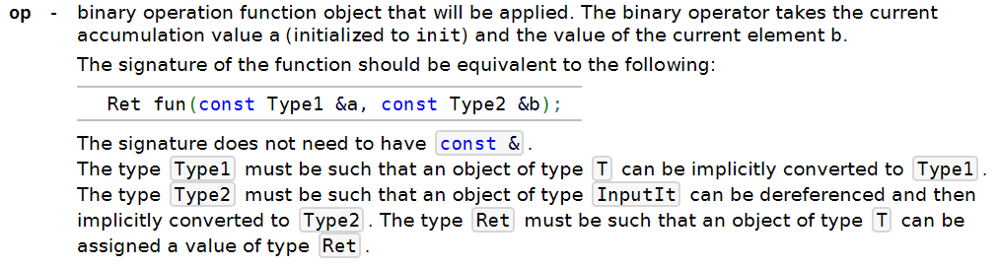 op - binary operation function object that will be applied. The binary operator takes the current
accumulation value a (initialized to init) and the value of the current element b.
The signature of the function should be equivalent to the following:
Ret fun(const Type1 &a, const Type2 &b);
The signature does not need to have const &.
The type Type1 must be such that an object of type T can be implicitly converted to Type1.
The type Type2 must be such that an object of type InputIt can be dereferenced and then
implicitly converted to Type2. The type Ret must be such that an object of type T can be
assigned a value of type Ret.